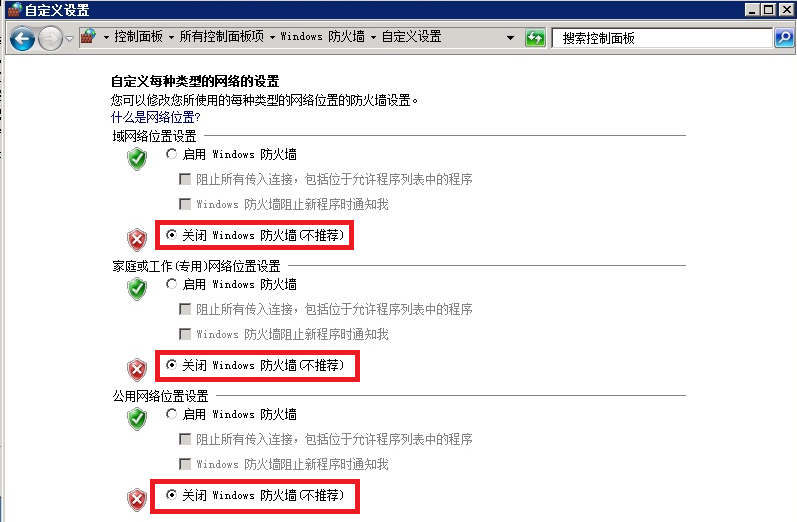 自定义设置
控制面板 所有控制面板项 Windows 防火墙 自定义设置 搜索控制面板
自定义每种类型的网络的设置
您可以修改您所使用的每种类型的网络位置的防火墙设置。
什么是网络位置?
域网络位置设置
启用 Windows 防火墙
阻止所有传入连接，包括位于允许程序列表中的程序
Windows 防火墙阻止新程序时通知我
关闭 Windows 防火墙(不推荐)
家庭或工作(专用)网络位置设置
启用 Windows 防火墙
阻止所有传入连接，包括位于允许程序列表中的程序
Windows 防火墙阻止新程序时通知我
关闭 Windows 防火墙(不推荐)
公用网络位置设置
启用 Windows 防火墙
阻止所有传入连接，包括位于允许程序列表中的程序
Windows 防火墙阻止新程序时通知我
关闭 Windows 防火墙(不推荐)